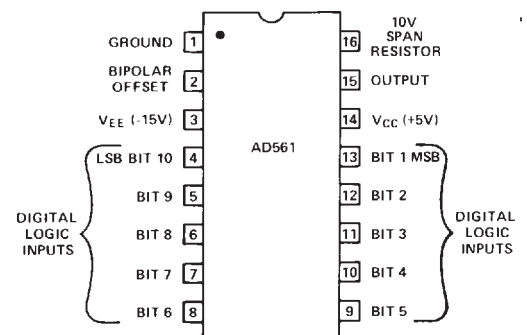 GROUND 1
BIPOLAR
OFFSET 2
VEE (-15V) 3
LSB BIT 10 4
BIT 9 5
BIT 8 6
BIT 7 7
BIT 6 8
DIGITAL
LOGIC
INPUTS
AD561
10V
SPAN
RESISTOR
16
15 OUTPUT
14 VCC (+5V)
13 BIT 1 MSB
12 BIT 2
11 BIT 3
10 BIT 4
9 BIT 5
DIGITAL
LOGIC
INPUTS